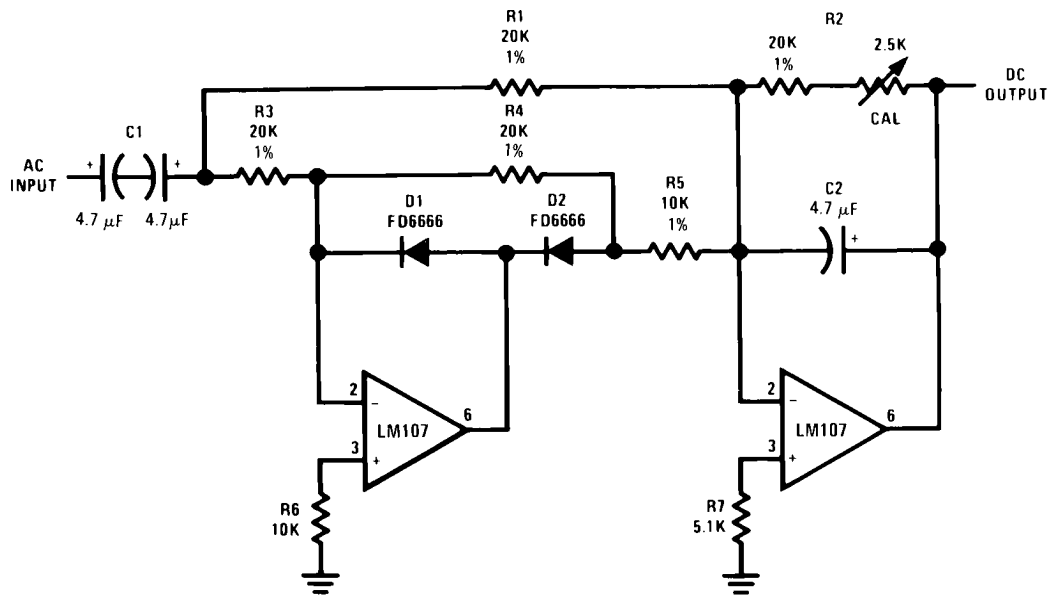 R1
20K
1%
R2
20K
1%
2.5K
CAL
DC
OUTPUT
R3
20K
1%
R4
20K
1%
C1
+
+
AC
INPUT
4.7 μF
4.7μF
D1
FD6666
D2
FD6666
R5
10K
1%
C2
4.7 μF
+
2
−
LM107
6
3
+
R6
10K
2
−
LM107
6
3
+
R7
5.1K